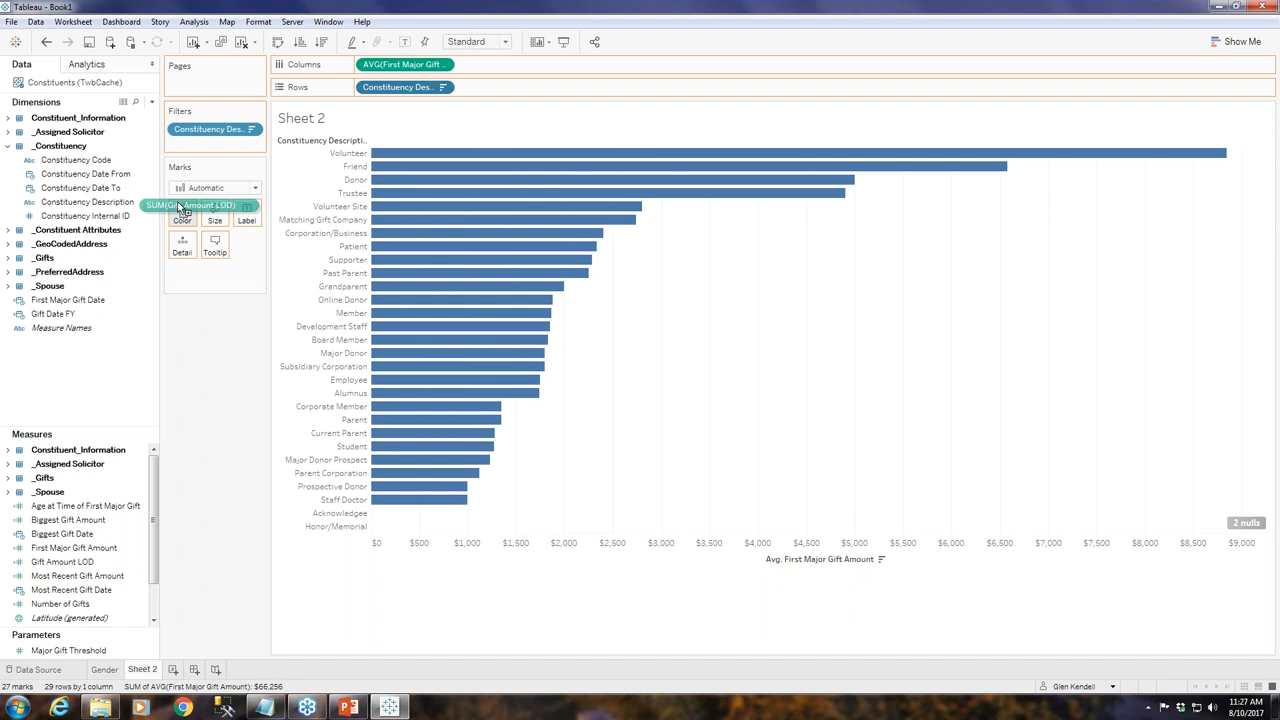 Tableau - Book1
File Data Worksheet Dashboard Story Analysis Map Format Server Window Help
Standard
Show Me
Data Analytics
Constituents (TwbCache)
Dimensions
Constituent_Information
_Assigned Solicitor
_Constituency
Abc Constituency Code
Constituency Date From
Constituency Date To
Abc Constituency Description
# Constituency Internal ID
_Constituent Attributes
_GeoCodedAddress
_Gifts
_PreferredAddress
_Spouse
First Major Gift Date
Gift Date FY
Abc Measure Names
Measures
Constituent_Information
_Assigned Solicitor
_Gifts
_Spouse
Age at Time of First Major Gift
Biggest Gift Amount
Biggest Gift Date
First Major Gift Amount
Gift Amount LOD
Most Recent Gift Amount
Most Recent Gift Date
Number of Gifts
Latitude (generated)
Parameters
Major Gift Threshold
Pages
Filters
Constituency Des..
Marks
Automatic
SUM(Gift Amount LOD)
Color Size Label
Detail Tooltip
Columns AVG(First Major Gift ..
Rows Constituency Des..
Sheet 2
Constituency Descripti..
Volunteer
Friend
Donor
Trustee
Volunteer Site
Matching Gift Company
Corporation/Business
Patient
Supporter
Past Parent
Grandparent
Online Donor
Member
Development Staff
Board Member
Major Donor
Subsidiary Corporation
Employee
Alumnus
Corporate Member
Parent
Current Parent
Student
Major Donor Prospect
Parent Corporation
Prospective Donor
Staff Doctor
Acknowledgee
Honor/Memorial
2 nulls
$0 $500 $1,000 $1,500 $2,000 $2,500 $3,000 $3,500 $4,000 $4,500 $5,000 $5,500 $6,000 $6,500 $7,000 $7,500 $8,000 $8,500 $9,000
Avg. First Major Gift Amount
Data Source Gender Sheet 2
27 marks 29 rows by 1 column SUM of AVG(First Major Gift Amount): $66,256
Glen Kendell
11:27 AM
8/10/2017